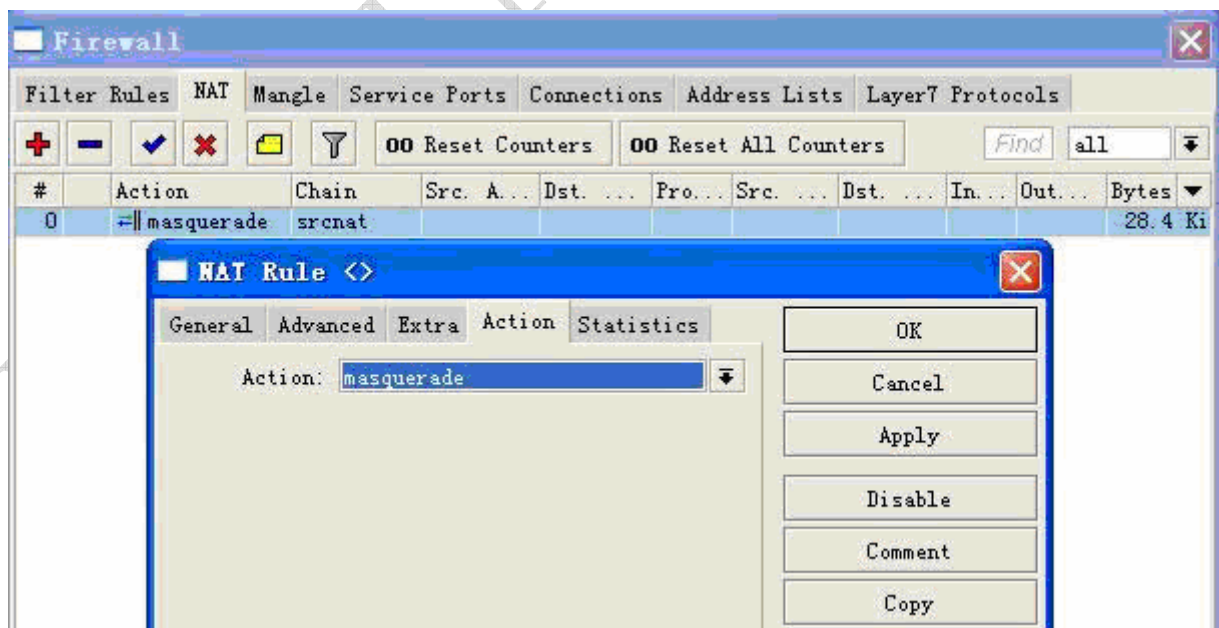 Firewall
Filter Rules NAT Mangle Service Ports Connections Address Lists Layer7 Protocols
00 Reset Counters 00 Reset All Counters Find all
# Action Chain Src. A... Dst. ... Pro... Src. ... Dst. ... In... Out... Bytes
0 masquerade srcnat 28.4 Ki
NAT Rule <>
General Advanced Extra Action Statistics
OK
Action: masquerade
Cancel
Apply
Disable
Comment
Copy